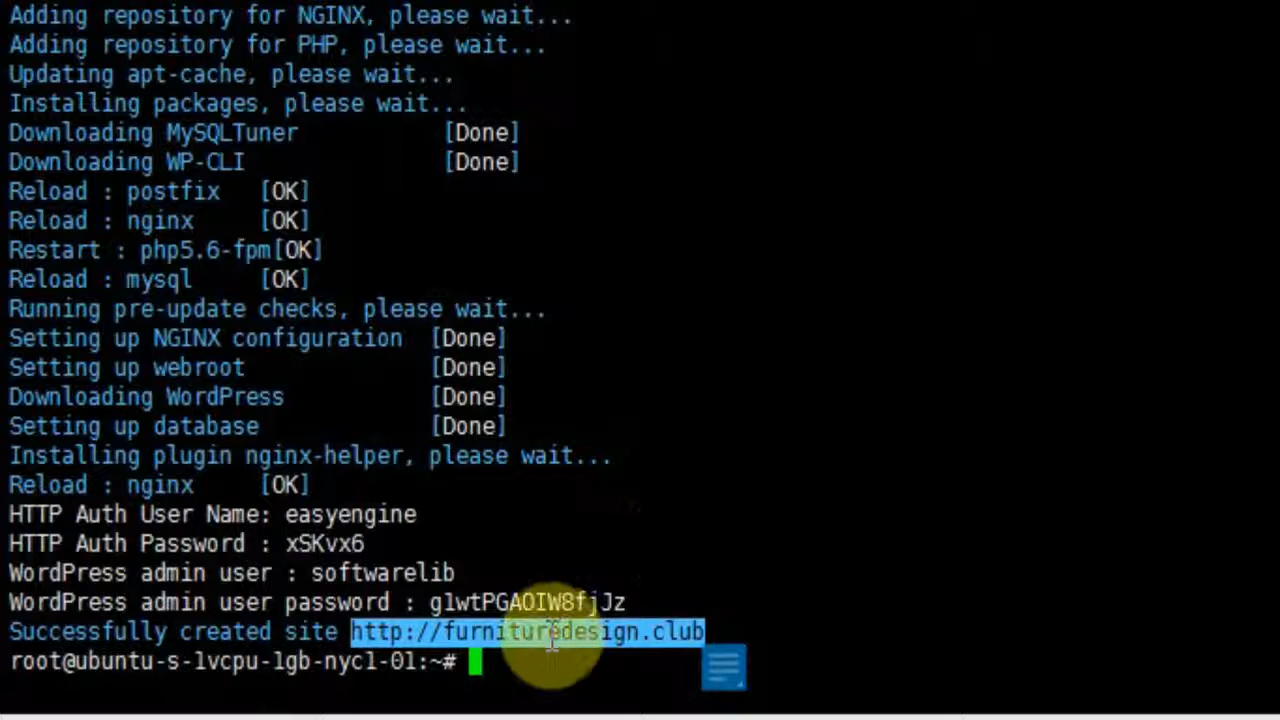 Adding repository for NGINX, please wait...
Adding repository for PHP, please wait...
Updating apt-cache, please wait...
Installing packages, please wait...
Downloading MySQLTuner [Done]
Downloading WP-CLI [Done]
Reload : postfix [OK]
Reload : nginx [OK]
Restart : php5.6-fpm[OK]
Reload : mysql [OK]
Running pre-update checks, please wait...
Setting up NGINX configuration [Done]
Setting up webroot [Done]
Downloading WordPress [Done]
Setting up database [Done]
Installing plugin nginx-helper, please wait...
Reload : nginx [OK]
HTTP Auth User Name: easyengine
HTTP Auth Password : xSKvx6
WordPress admin user : softwarelib
WordPress admin user password : glwtPGAOIW8fjJz
Successfully created site http://furnituredesign.club
root@ubuntu-s-1vcpu-1gb-nyc1-01:~#